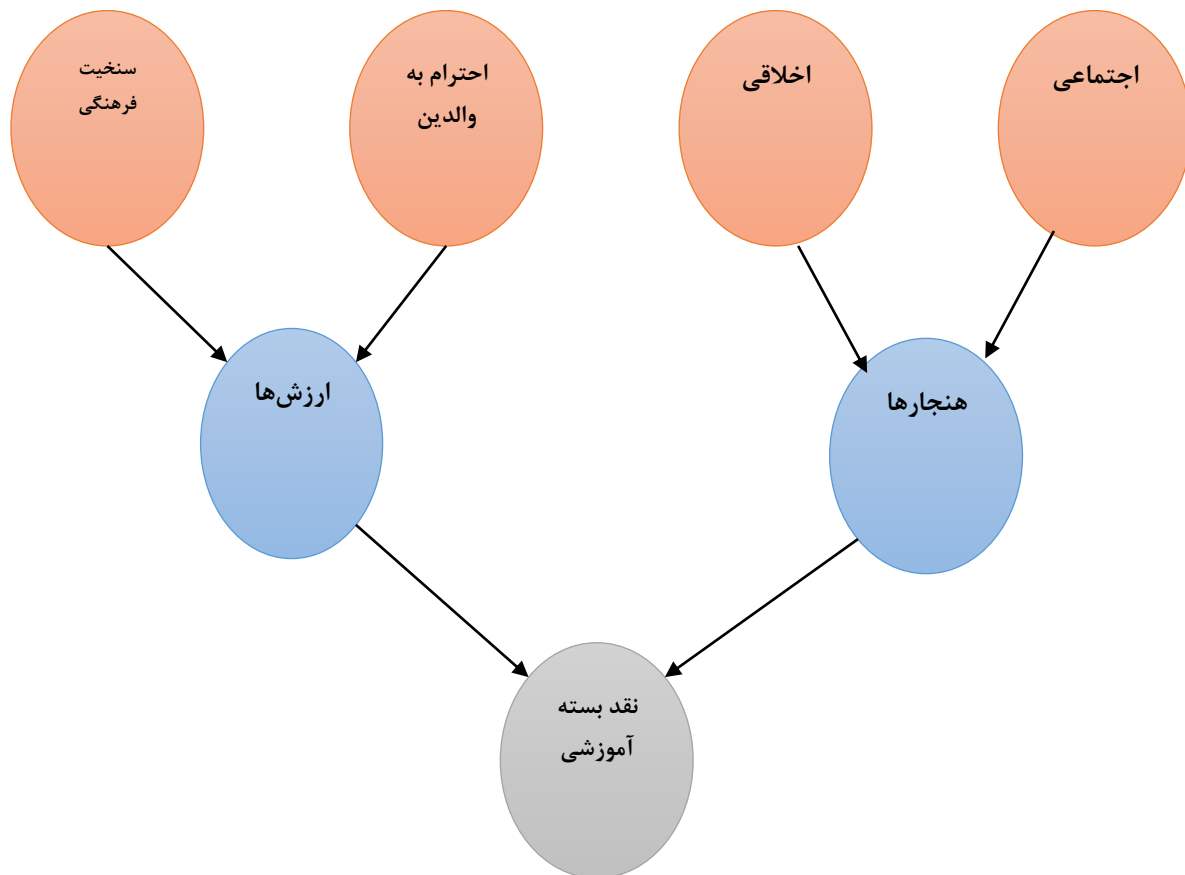 اجتماعی
اخلاقی
احترام به
والدین
سنخیت
فرهنگی
هنجارها
ارزش‌ها
نقد بسته
آموزشی